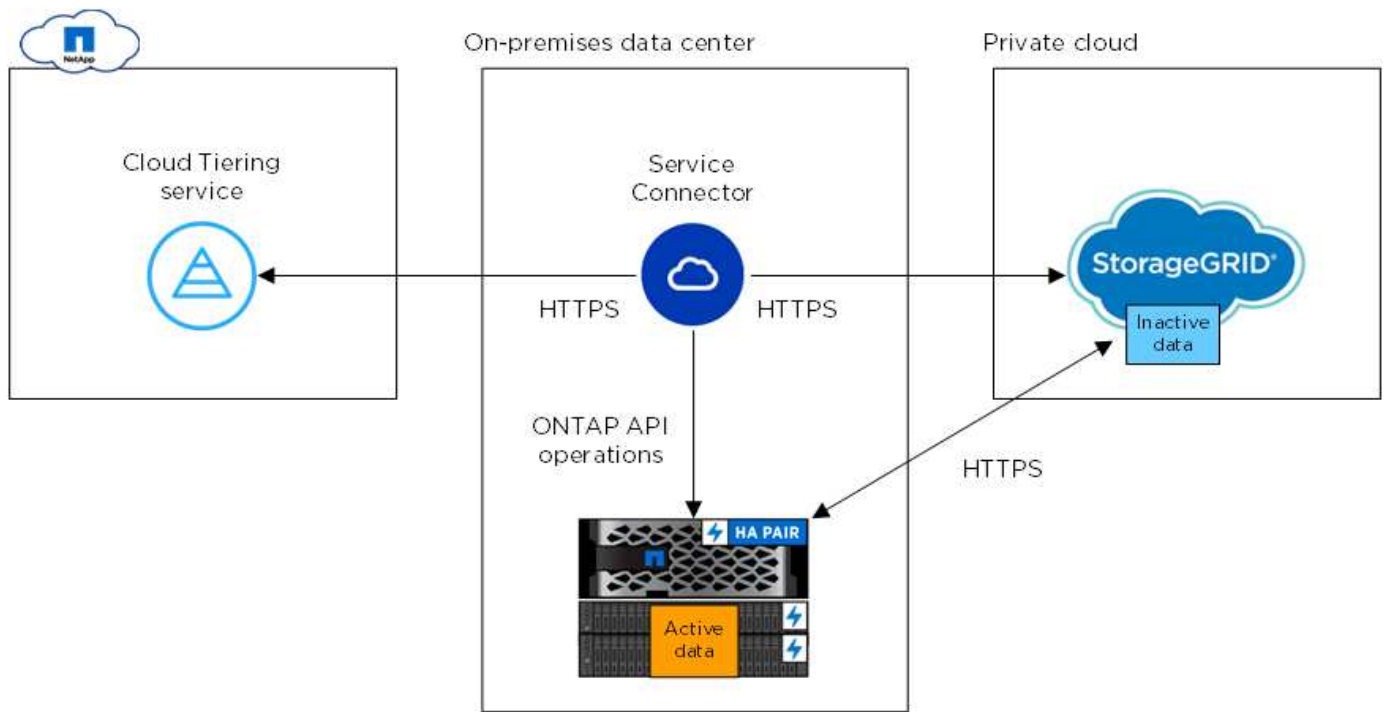 NetApp
On-premises data center
Private cloud
Cloud Tiering
service
Service
Connector
StorageGRID®
Inactive
data
HTTPS
HTTPS
ONTAP API
operations
HTTPS
HA PAIR
Active
data